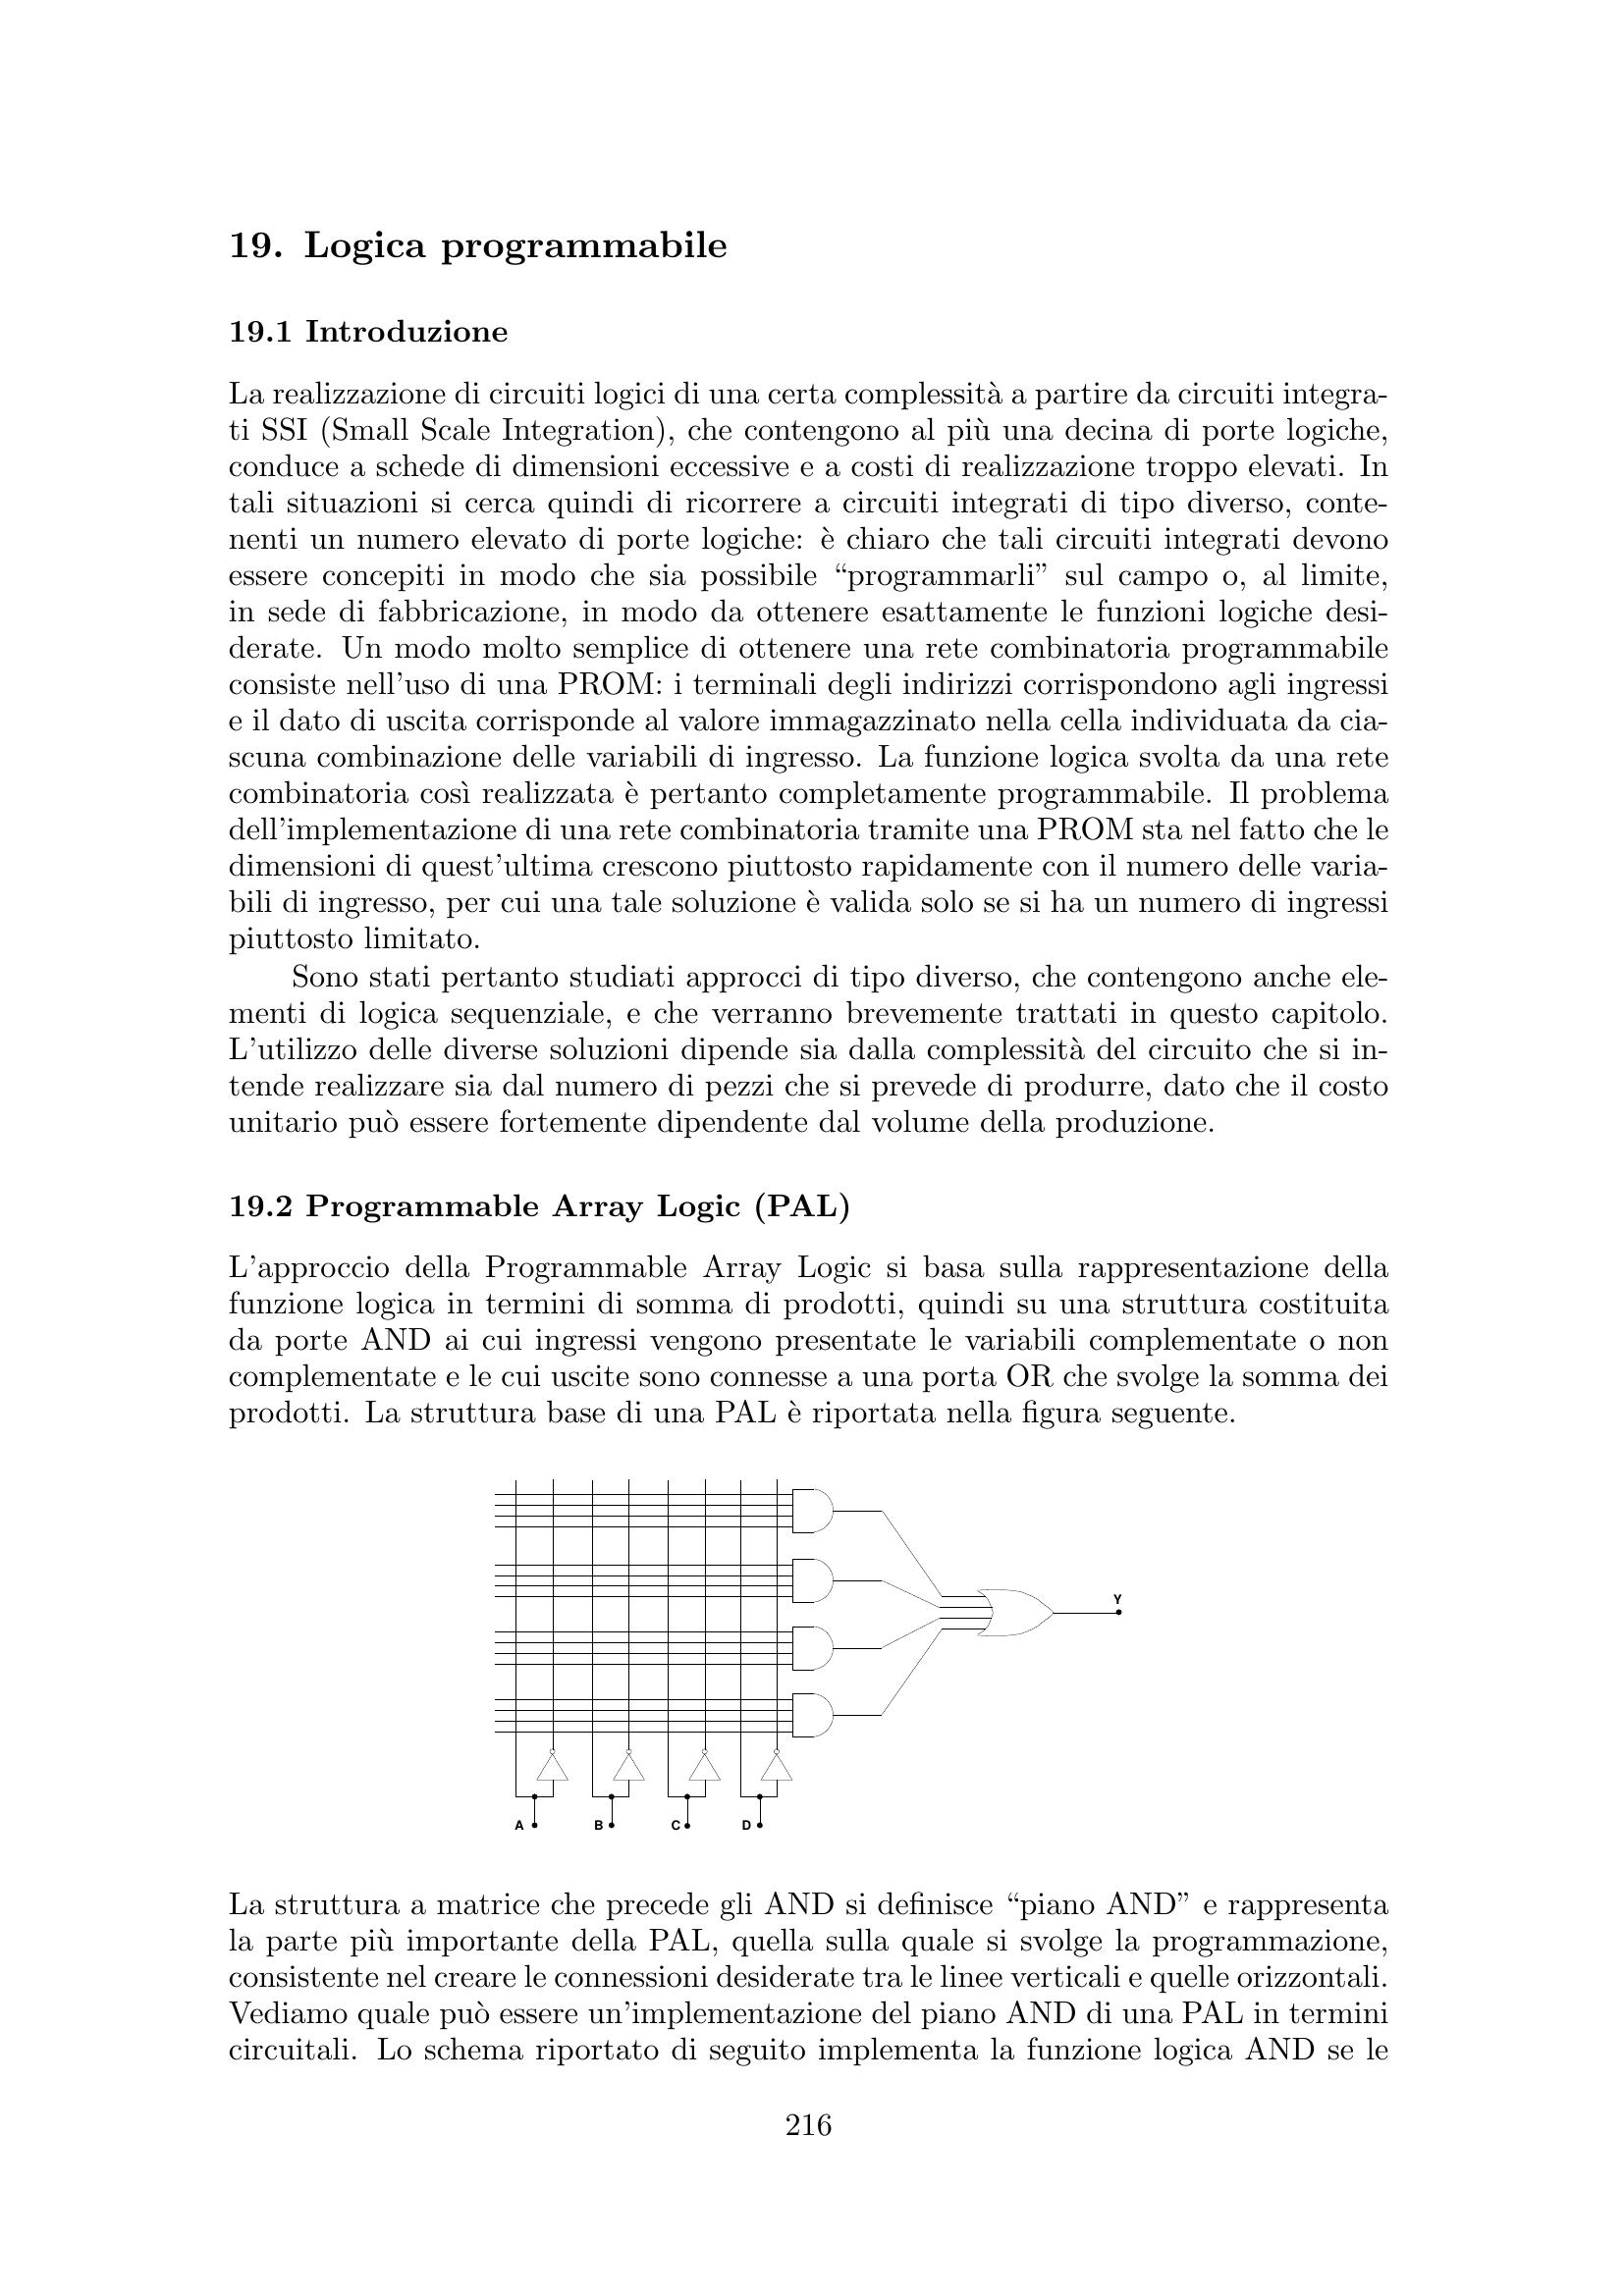 19. Logica programmabile
19.1 Introduzione
La realizzazione di circuiti logici di una certa complessità a partire da circuiti integra-
ti SSI (Small Scale Integration), che contengono al più una decina di porte logiche,
conduce a schede di dimensioni eccessive e a costi di realizzazione troppo elevati. In
tali situazioni si cerca quindi di ricorrere a circuiti integrati di tipo diverso, conte-
nenti un numero elevato di porte logiche: è chiaro che tali circuiti integrati devono
essere concepiti in modo che sia possibile “programmarli” sul campo o, al limite,
in sede di fabbricazione, in modo da ottenere esattamente le funzioni logiche desi-
derate. Un modo molto semplice di ottenere una rete combinatoria programmabile
consiste nell’uso di una PROM: i terminali degli indirizzi corrispondono agli ingressi
e il dato di uscita corrisponde al valore immagazzinato nella cella individuata da cia-
scuna combinazione delle variabili di ingresso. La funzione logica svolta da una rete
combinatoria così realizzata è pertanto completamente programmabile. Il problema
dell’implementazione di una rete combinatoria tramite una PROM sta nel fatto che le
dimensioni di quest’ultima crescono piuttosto rapidamente con il numero delle varia-
bili di ingresso, per cui una tale soluzione è valida solo se si ha un numero di ingressi
piuttosto limitato.
Sono stati pertanto studiati approcci di tipo diverso, che contengono anche ele-
menti di logica sequenziale, e che verranno brevemente trattati in questo capitolo.
L’utilizzo delle diverse soluzioni dipende sia dalla complessità del circuito che si in-
tende realizzare sia dal numero di pezzi che si prevede di produrre, dato che il costo
unitario può essere fortemente dipendente dal volume della produzione.
19.2 Programmable Array Logic (PAL)
L’approccio della Programmable Array Logic si basa sulla rappresentazione della
funzione logica in termini di somma di prodotti, quindi su una struttura costituita
da porte AND ai cui ingressi vengono presentate le variabili complementate o non
complementate e le cui uscite sono connesse a una porta OR che svolge la somma dei
prodotti. La struttura base di una PAL è riportata nella figura seguente.
Y
A B C D
La struttura a matrice che precede gli AND si definisce “piano AND” e rappresenta
la parte più importante della PAL, quella sulla quale si svolge la programmazione,
consistente nel creare le connessioni desiderate tra le linee verticali e quelle orizzontali.
Vediamo quale può essere un’implementazione del piano AND di una PAL in termini
circuitali. Lo schema riportato di seguito implementa la funzione logica AND se le
216